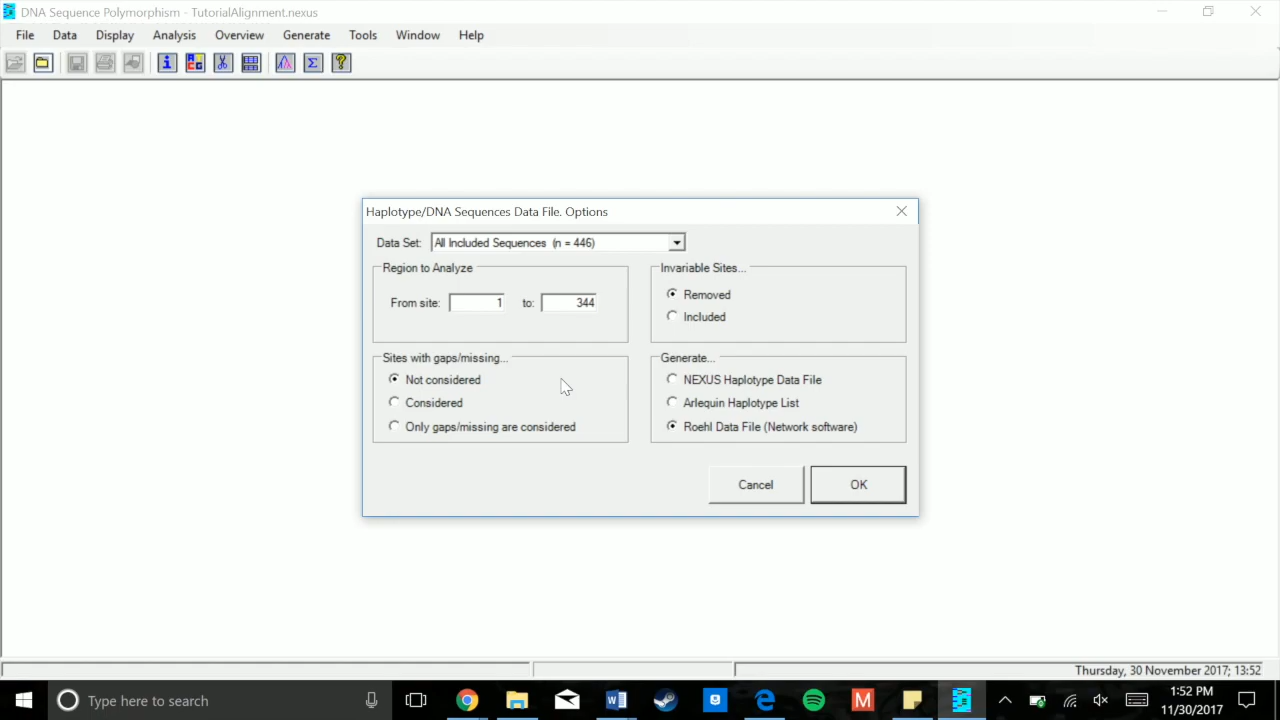 DNA Sequence Polymorphism - TutorialAlignment.nexus
File Data Display Analysis Overview Generate Tools Window Help
Haplotype/DNA Sequences Data File. Options
Data Set: All Included Sequences (n = 446)
Region to Analyze
From site: 1 to: 344
Invariable Sites...
Removed
Included
Sites with gaps/missing...
Not considered
Considered
Only gaps/missing are considered
Generate...
NEXUS Haplotype Data File
Arlequin Haplotype List
Roehl Data File (Network software)
Cancel OK
Thursday, 30 November 2017; 13:52
Type here to search
1:52 PM
11/30/2017